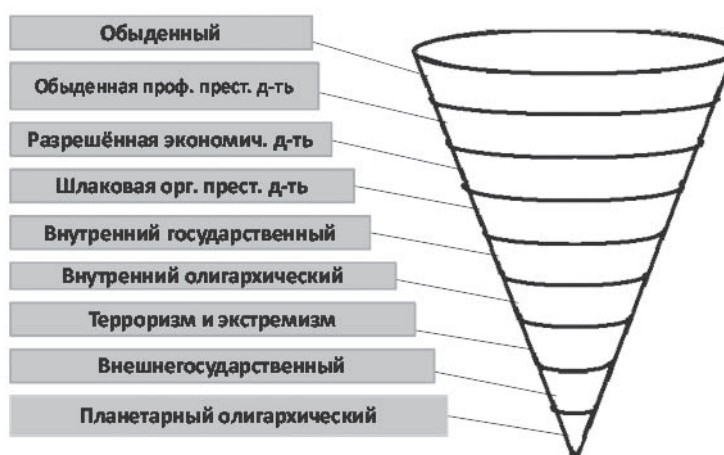 Обыденный
Обыденная проф. прест. д-ть
Разрешённая экономич. д-ть
Шлаковая орг. прест. д-ть
Внутренний государственный
Внутренний олигархический
Терроризм и экстремизм
Внешнегосударственный
Планетарный олигархический